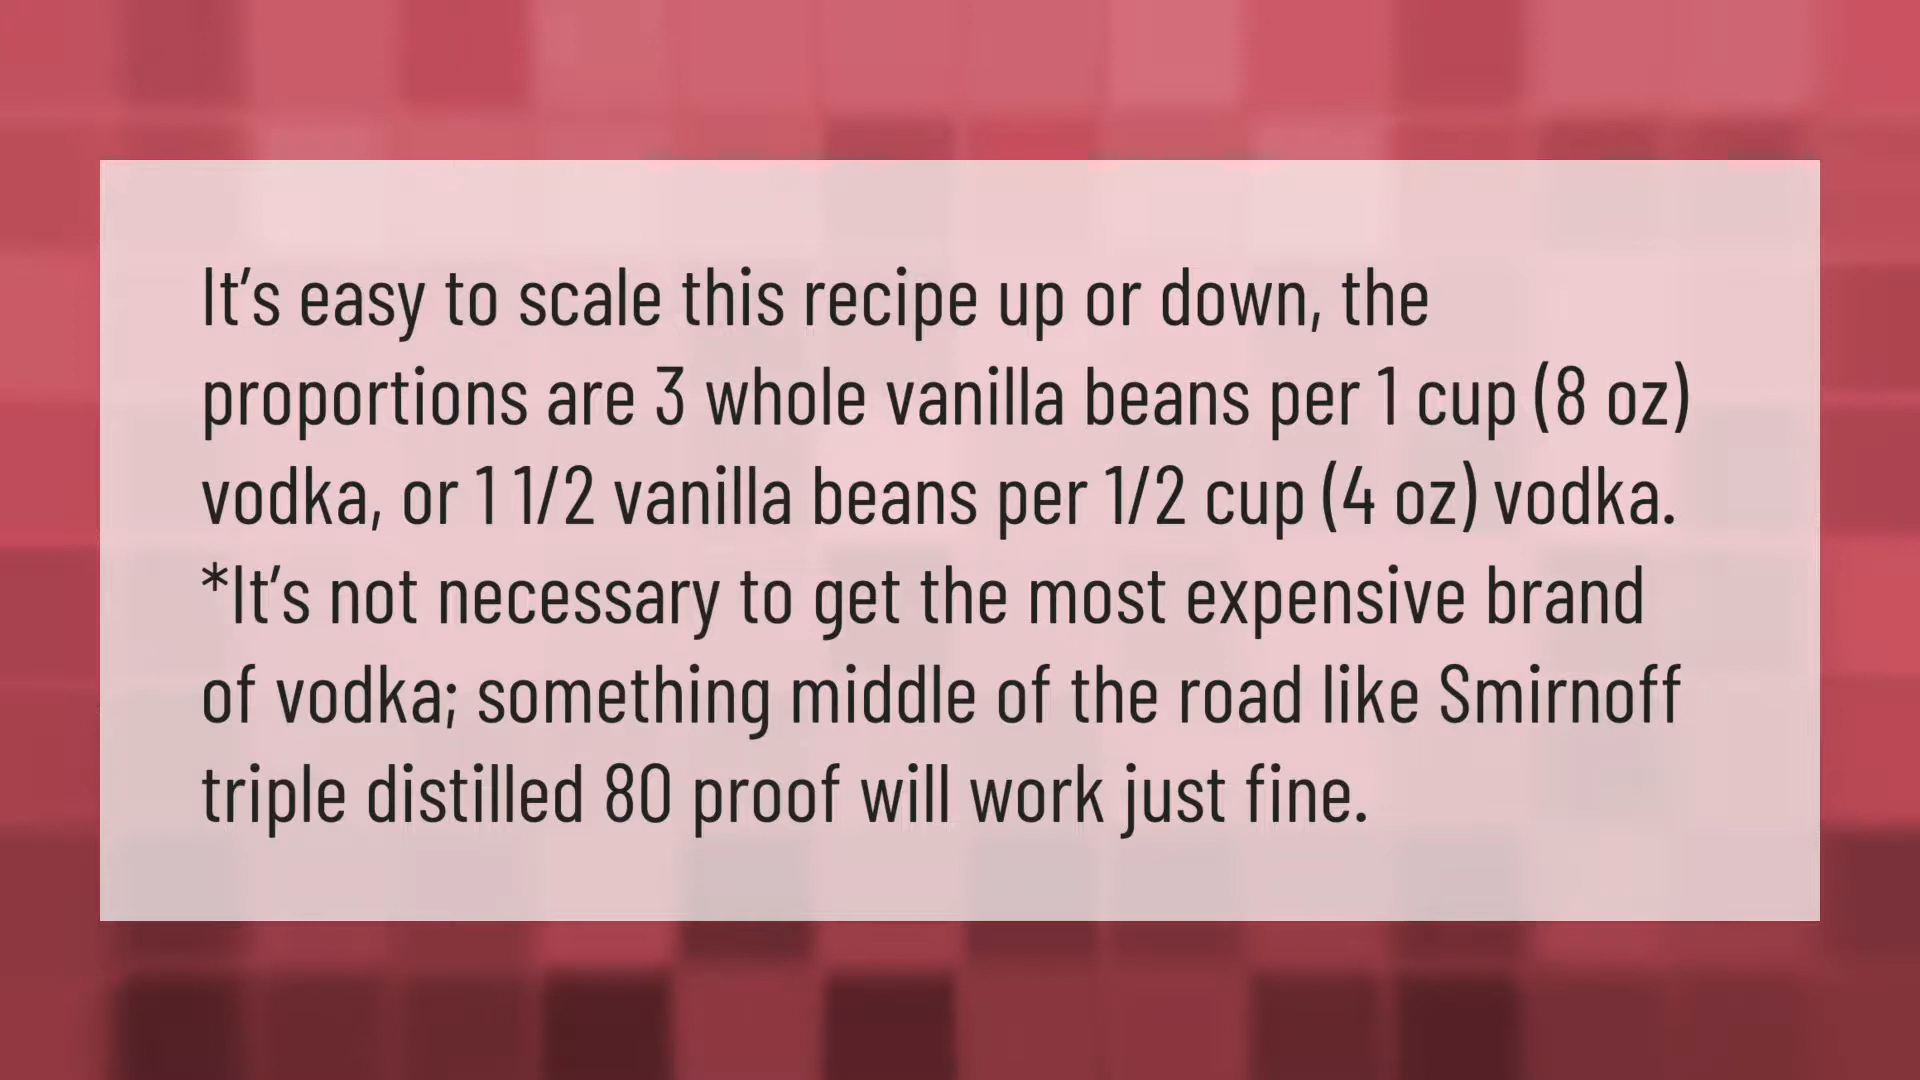 It’s easy to scale this recipe up or down, the
proportions are 3 whole vanilla beans per 1 cup (8 oz)
vodka, or 1 1/2 vanilla beans per 1/2 cup (4 oz) vodka.
*It’s not necessary to get the most expensive brand
of vodka; something middle of the road like Smirnoff
triple distilled 80 proof will work just fine.